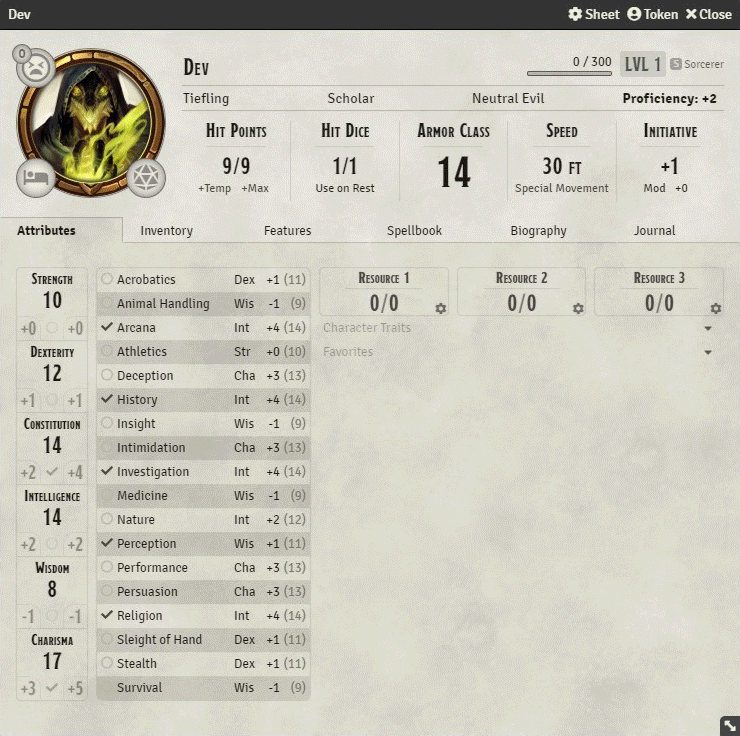 Dev Sheet Token Close
0
Dev 0 / 300 LVL 1 S Sorcerer
Tiefling Scholar Neutral Evil Proficiency: +2
Hit Points Hit Dice Armor Class Speed Initiative
9/9 1/1 14 30 FT +1
+Temp +Max Use on Rest Special Movement Mod +0
Attributes Inventory Features Spellbook Biography Journal
Strength
10
+0 +0
Dexterity
12
+1 +1
Constitution
14
+2 +4
Intelligence
14
+2 +2
Wisdom
8
-1 -1
Charisma
17
+3 +5
Acrobatics Dex +1 (11)
Animal Handling Wis -1 (9)
Arcana Int +4 (14)
Athletics Str +0 (10)
Deception Cha +3 (13)
History Int +4 (14)
Insight Wis -1 (9)
Intimidation Cha +3 (13)
Investigation Int +4 (14)
Medicine Wis -1 (9)
Nature Int +2 (12)
Perception Wis +1 (11)
Performance Cha +3 (13)
Persuasion Cha +3 (13)
Religion Int +4 (14)
Sleight of Hand Dex +1 (11)
Stealth Dex +1 (11)
Survival Wis -1 (9)
Resource 1 Resource 2 Resource 3
0/0 0/0 0/0
Character Traits
Favorites